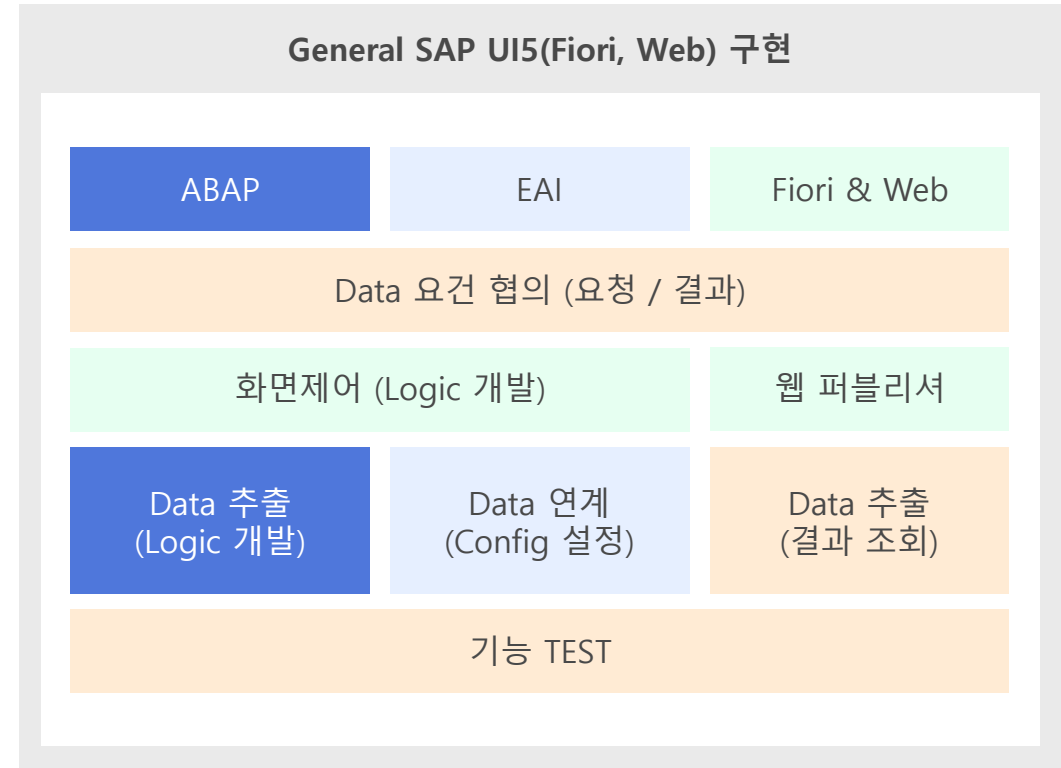 General SAP UI5(Fiori, Web) 구현
ABAP
EAI
Fiori & Web
Data 요건 협의 (요청 / 결과)
화면제어 (Logic 개발)
웹 퍼블리셔
Data 추출
(Logic 개발)
Data 연계
(Config 설정)
Data 추출
(결과 조회)
기능 TEST